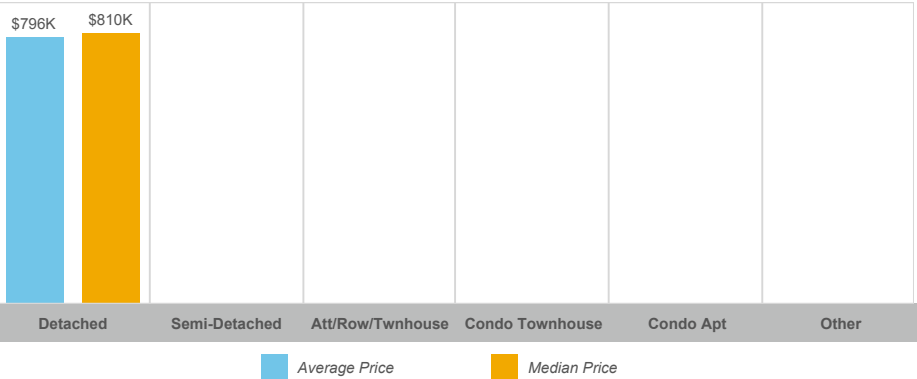 $796K
$810K
Detached Semi-Detached Att/Row/Twnhouse Condo Townhouse Condo Apt Other
Average Price Median Price